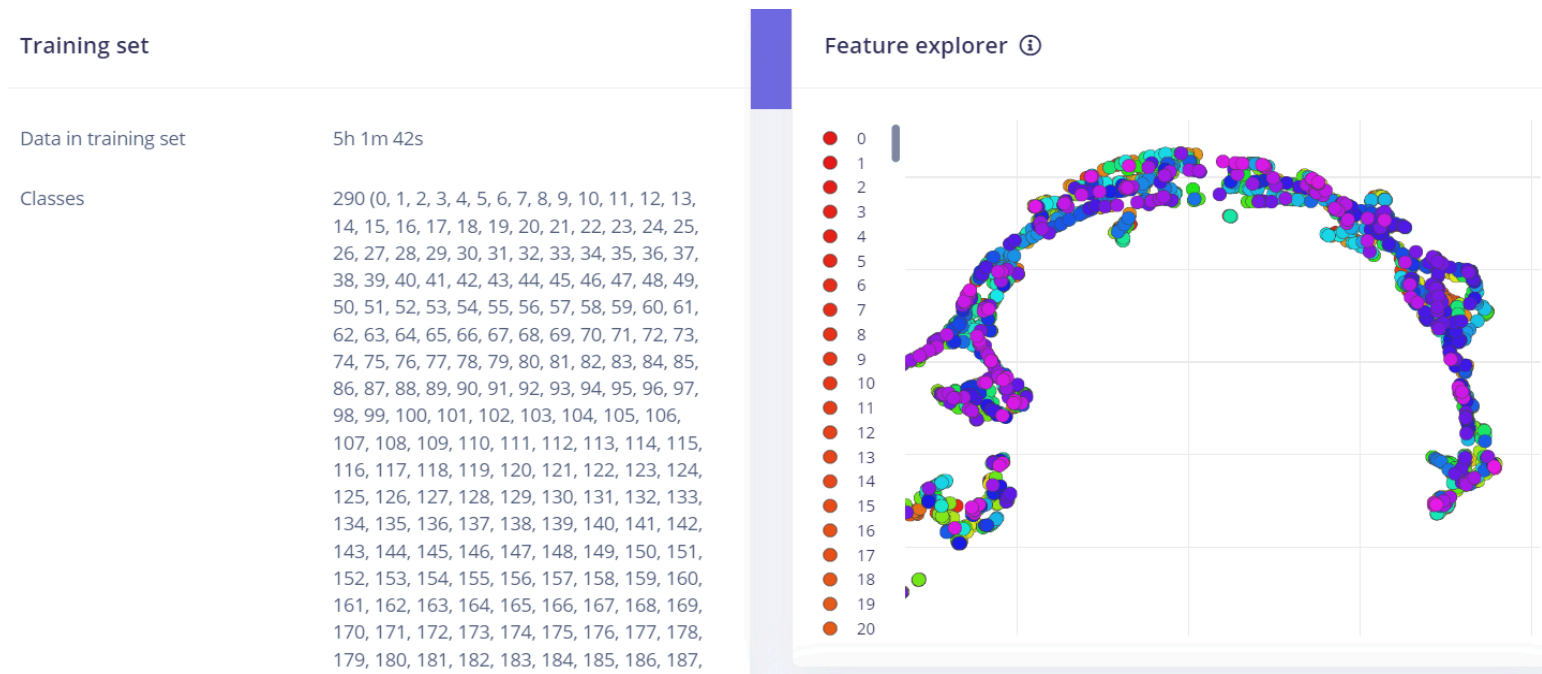 Training set
Data in training set
5h 1m 42s
Classes
290 (0, 1, 2, 3, 4, 5, 6, 7, 8, 9, 10, 11, 12, 13,
14, 15, 16, 17, 18, 19, 20, 21, 22, 23, 24, 25,
26, 27, 28, 29, 30, 31, 32, 33, 34, 35, 36, 37,
38, 39, 40, 41, 42, 43, 44, 45, 46, 47, 48, 49,
50, 51, 52, 53, 54, 55, 56, 57, 58, 59, 60, 61,
62, 63, 64, 65, 66, 67, 68, 69, 70, 71, 72, 73,
74, 75, 76, 77, 78, 79, 80, 81, 82, 83, 84, 85,
86, 87, 88, 89, 90, 91, 92, 93, 94, 95, 96, 97,
98, 99, 100, 101, 102, 103, 104, 105, 106,
107, 108, 109, 110, 111, 112, 113, 114, 115,
116, 117, 118, 119, 120, 121, 122, 123, 124,
125, 126, 127, 128, 129, 130, 131, 132, 133,
134, 135, 136, 137, 138, 139, 140, 141, 142,
143, 144, 145, 146, 147, 148, 149, 150, 151,
152, 153, 154, 155, 156, 157, 158, 159, 160,
161, 162, 163, 164, 165, 166, 167, 168, 169,
170, 171, 172, 173, 174, 175, 176, 177, 178,
179, 180, 181, 182, 183, 184, 185, 186, 187,
Feature explorer
0
1
2
3
4
5
6
7
8
9
10
11
12
13
14
15
16
17
18
19
20